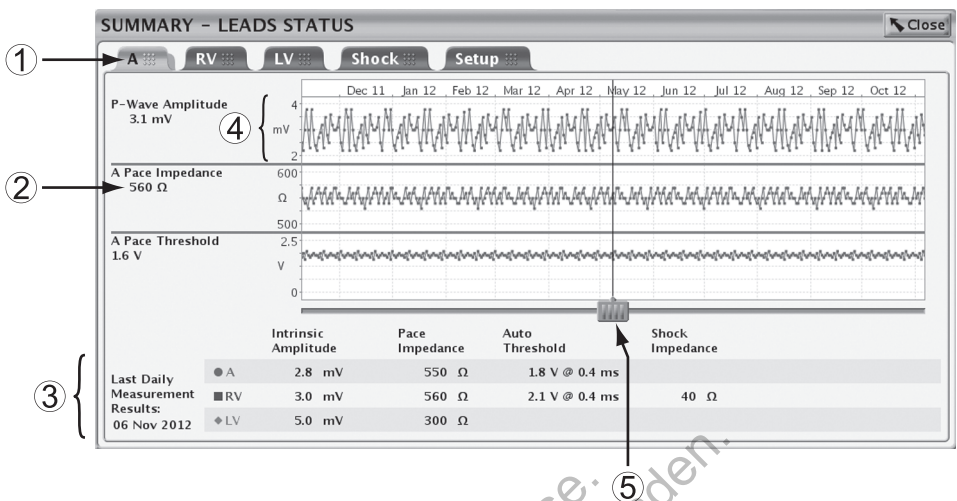 SUMMARY – LEADS STATUS
Close
A
RV
LV
Shock
Setup
1
Dec 11 Jan 12 Feb 12 Mar 12 Apr 12 May 12 Jun 12 Jul 12 Aug 12 Sep 12 Oct 12
P-Wave Amplitude
3.1 mV
4
4
mV
2
2
A Pace Impedance
560 Ω
600
Ω
500
A Pace Threshold
1.6 V
2.5
V
0
Intrinsic Amplitude
Pace Impedance
Auto Threshold
Shock Impedance
3
Last Daily
Measurement
Results:
06 Nov 2012
A 2.8 mV 550 Ω 1.8 V @ 0.4 ms
RV 3.0 mV 560 Ω 2.1 V @ 0.4 ms 40 Ω
LV 5.0 mV 300 Ω
5